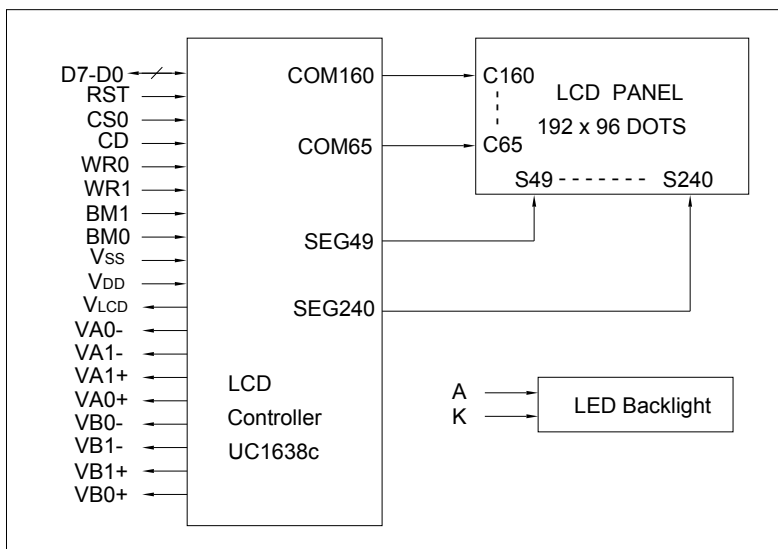 D7-D0
RST
CS0
CD
WR0
WR1
BM1
BM0
VSS
VDD
VLCD
VA0-
VA1-
VA1+
VA0+
VB0-
VB1-
VB1+
VB0+
COM160
COM65
SEG49
SEG240
LCD
Controller
UC1638c
C160
C65
LCD PANEL
192 x 96 DOTS
S49 S240
A
K
LED Backlight